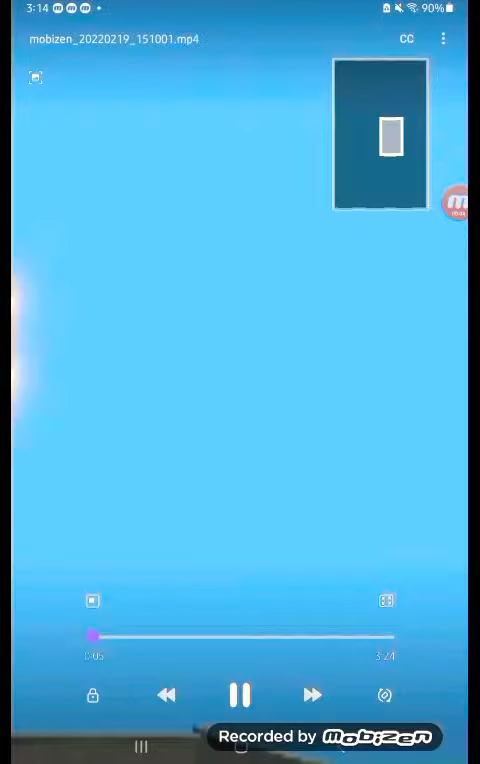 3:14
90%
mobizen_20220219_151001.mp4
CC
0:05
3:24
Recorded by mobizen